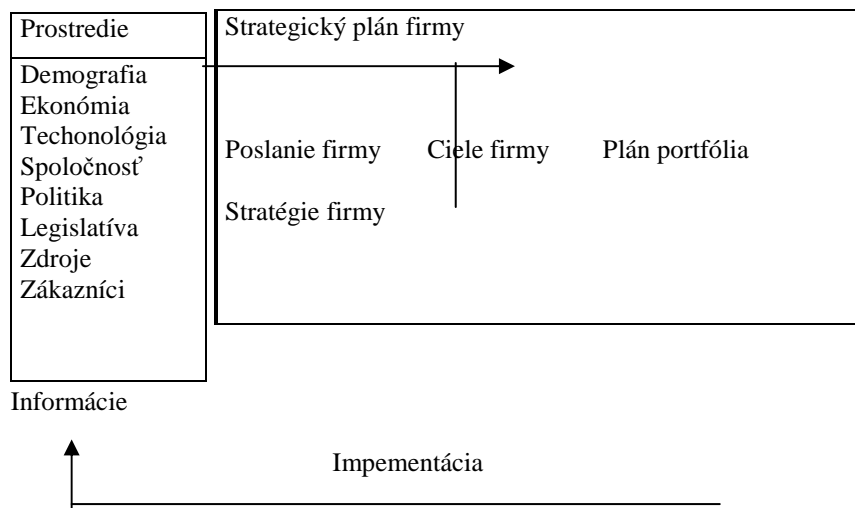 Prostredie
Demografia
Ekonómia
Techonológia
Spoločnosť
Politika
Legislatíva
Zdroje
Zákazníci
Strategický plán firmy
Poslanie firmy Ciele firmy Plán portfólia
Stratégie firmy
Informácie
Impementácia